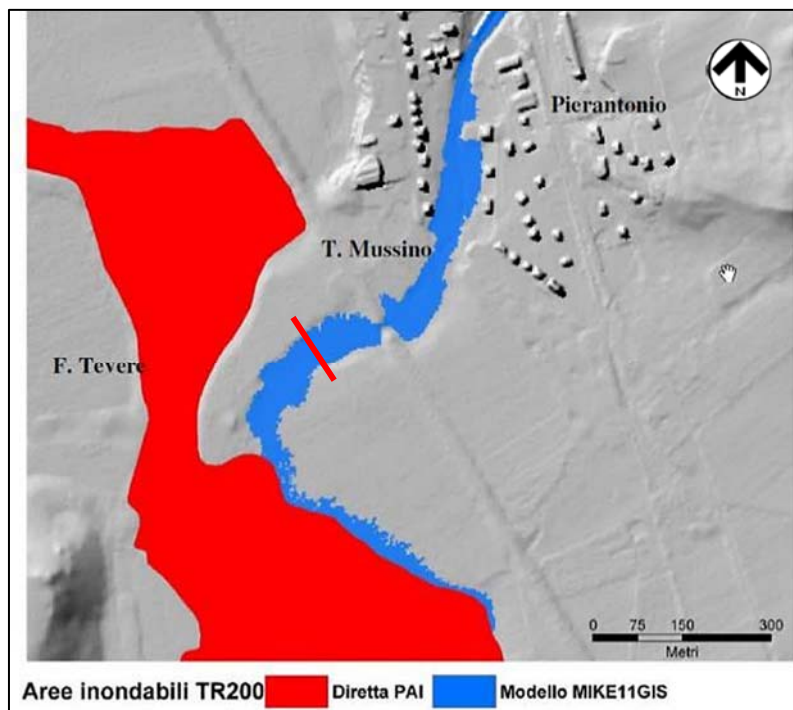 N
Pierantonio
T. Mussino
F. Tevere
0 75 150 300
Metri
Aree inondabili TR200 Diretta PAI Modello MIKE11GIS